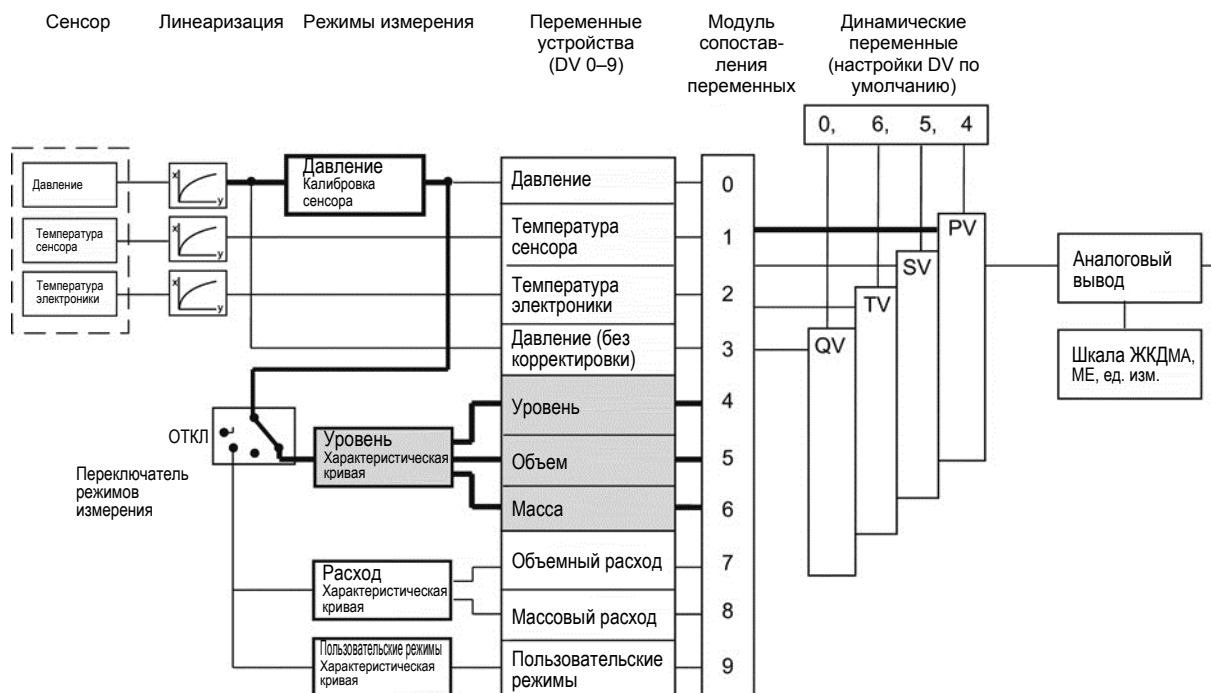 Сенсор
Линеаризация
Режимы измерения
Переменные
устройства
(DV 0–9)
Модуль
сопостав-
ления
переменных
Динамические
переменные
(настройки DV по
умолчанию)
0, 6, 5, 4
Давление
x
y
Давление
Калибровка
сенсора
Давление
0
Температура
сенсора
x
y
Температура
сенсора
1
PV
SV
Температура
электроники
x
y
Температура
электроники
2
TV
Аналоговый
вывод
Давление (без
корректировки)
3
QV
Шкала ЖКДМА,
МЕ, ед. изм.
ОТКЛ
Переключатель
режимов
измерения
Уровень
Характеристическая
кривая
Уровень
4
Объем
5
Масса
6
Расход
Характеристическая
кривая
Объемный расход
7
Массовый расход
8
Пользовательские режимы
Характеристическая
кривая
Пользовательские
режимы
9